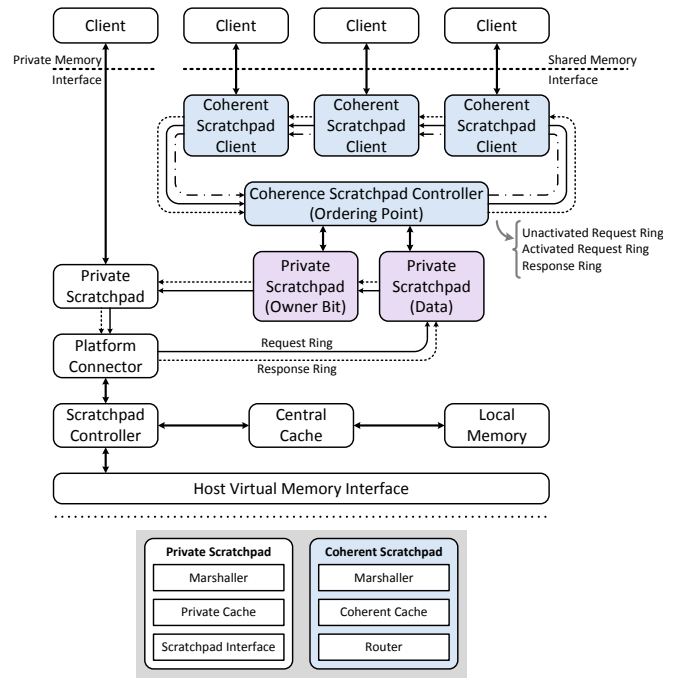 Client
Client
Client
Client
Private Memory
Interface
Shared Memory
Interface
Coherent
Scratchpad
Client
Coherent
Scratchpad
Client
Coherent
Scratchpad
Client
Coherence Scratchpad Controller
(Ordering Point)
Unactivated Request Ring
Activated Request Ring
Response Ring
Private
Scratchpad
Private
Scratchpad
(Owner Bit)
Private
Scratchpad
(Data)
Platform
Connector
Request Ring
Response Ring
Scratchpad
Controller
Central
Cache
Local
Memory
Host Virtual Memory Interface
Private Scratchpad
Marshaller
Private Cache
Scratchpad Interface
Coherent Scratchpad
Marshaller
Coherent Cache
Router